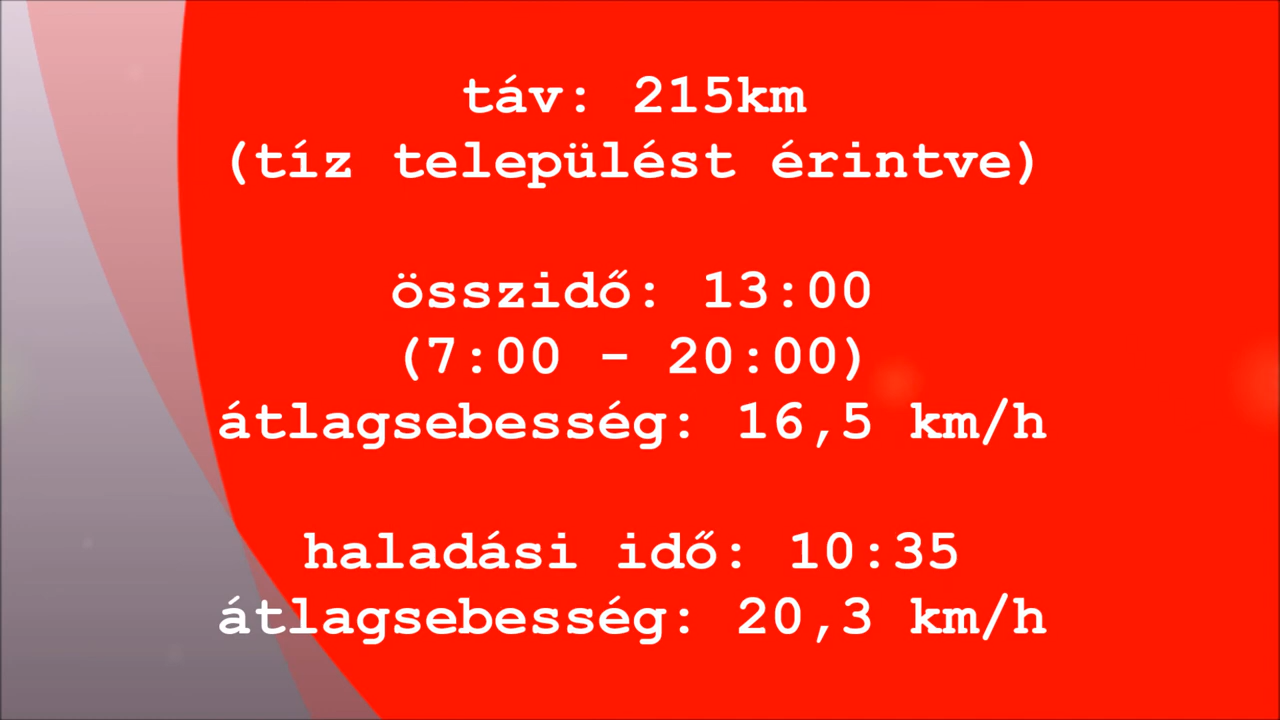 táv: 215km
(tíz települést érintve)
összidő: 13:00
(7:00 - 20:00)
átlagsebesség: 16,5 km/h
haladási idő: 10:35
átlagsebesség: 20,3 km/h